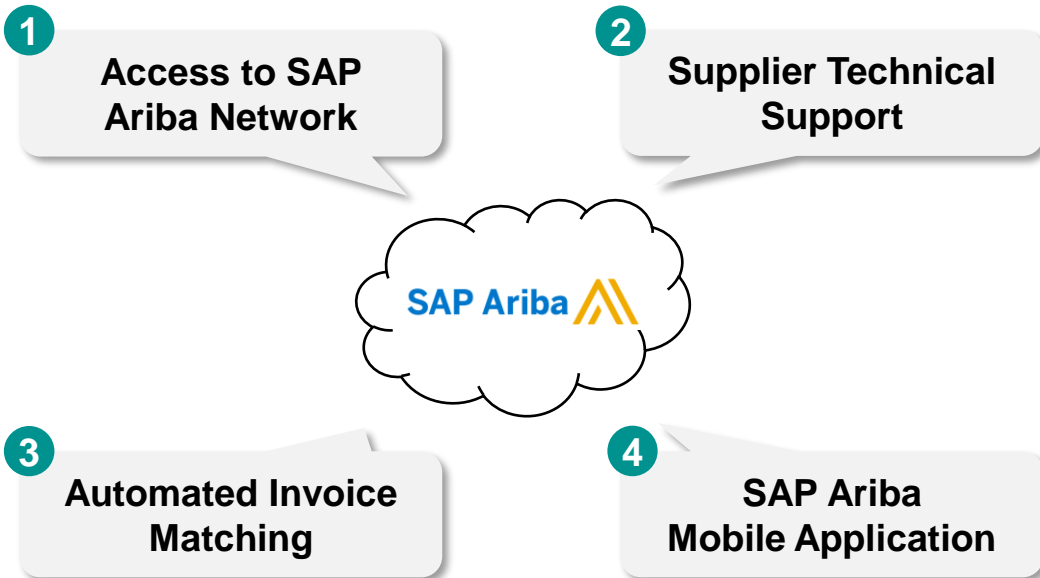 1
Access to SAP
Ariba Network
2
Supplier Technical
Support
SAP Ariba
3
Automated Invoice
Matching
4
SAP Ariba
Mobile Application